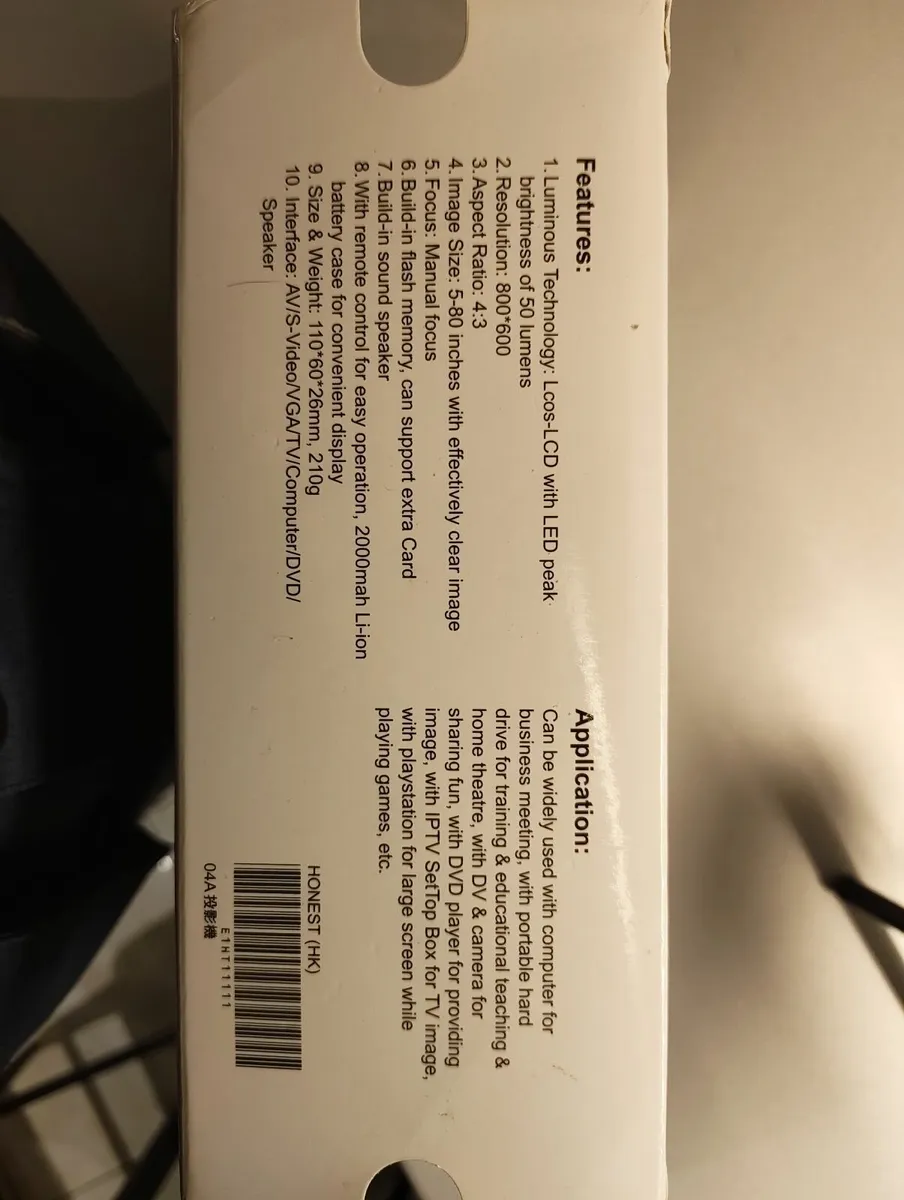 Features:
1. Luminous Technology: Lcos-LCD with LED peak
brightness of 50 lumens
2. Resolution: 800*600
3. Aspect Ratio: 4:3
4. Image Size: 5-80 inches with effectively clear image
5. Focus: Manual focus
6. Build-in flash memory, can support extra Card
7. Build-in sound speaker
8. With remote control for easy operation, 2000mah Li-ion
battery case for convenient display
9. Size & Weight: 110*60*26mm, 210g
10. Interface: AV/S-Video/VGA/TV/Computer/DVD/
Speaker
Application:
Can be widely used with computer for
business meeting, with portable hard
drive for training & educational teaching &
home theatre, with DV & camera for
sharing fun, with DVD player for providing
image, with IPTV SetTop Box for TV image,
with playstation for large screen while
playing games, etc.
HONEST (HK)
E1HT11111
04A 投影機